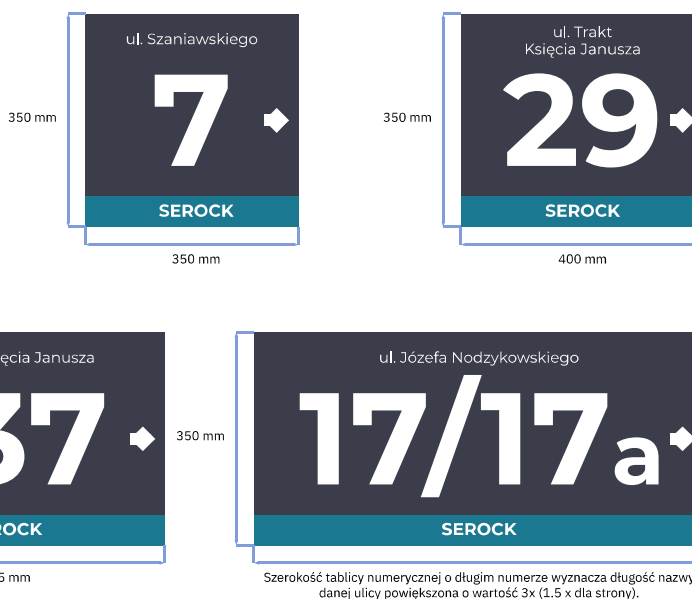 ul. Szaniawskiego
7
350 mm
SEROCK
350 mm
ul. Trakt
Księcia Janusza
29
350 mm
SEROCK
400 mm
ęcia Janusza
37
OCK
5 mm
ul. Józefa Nodzykowskiego
17/17a
350 mm
SEROCK
Szerokość tablicy numerycznej o długim numerze wyznacza długość nazwy
danej ulicy powiększona o wartość 3x (1.5 x dla strony).